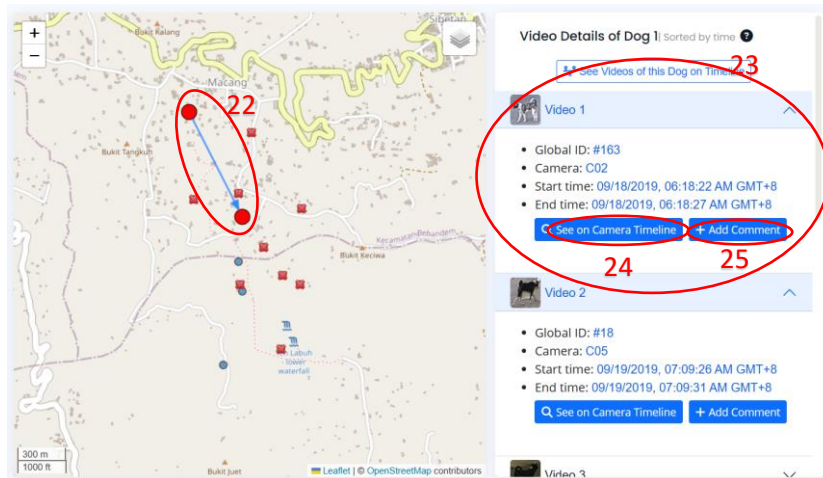 +
−
Bukit Kalang
Sibetan
Macang
22
Bukit Tangkuh
Kecamatan Bebandem
Bukit Keciwa
Labuh
- lower
waterfall
300 m
1000 ft
Bukit Juet
Leaflet | © OpenStreetMap contributors
Video Details of Dog 1| Sorted by time ?
See Videos of this Dog on Timeline
23
Video 1
• Global ID: #163
• Camera: C02
• Start time: 09/18/2019, 06:18:22 AM GMT+8
• End time: 09/18/2019, 06:18:27 AM GMT+8
See on Camera Timeline
+ Add Comment
24
25
Video 2
• Global ID: #18
• Camera: C05
• Start time: 09/19/2019, 07:09:26 AM GMT+8
• End time: 09/19/2019, 07:09:31 AM GMT+8
See on Camera Timeline
+ Add Comment
Video 3